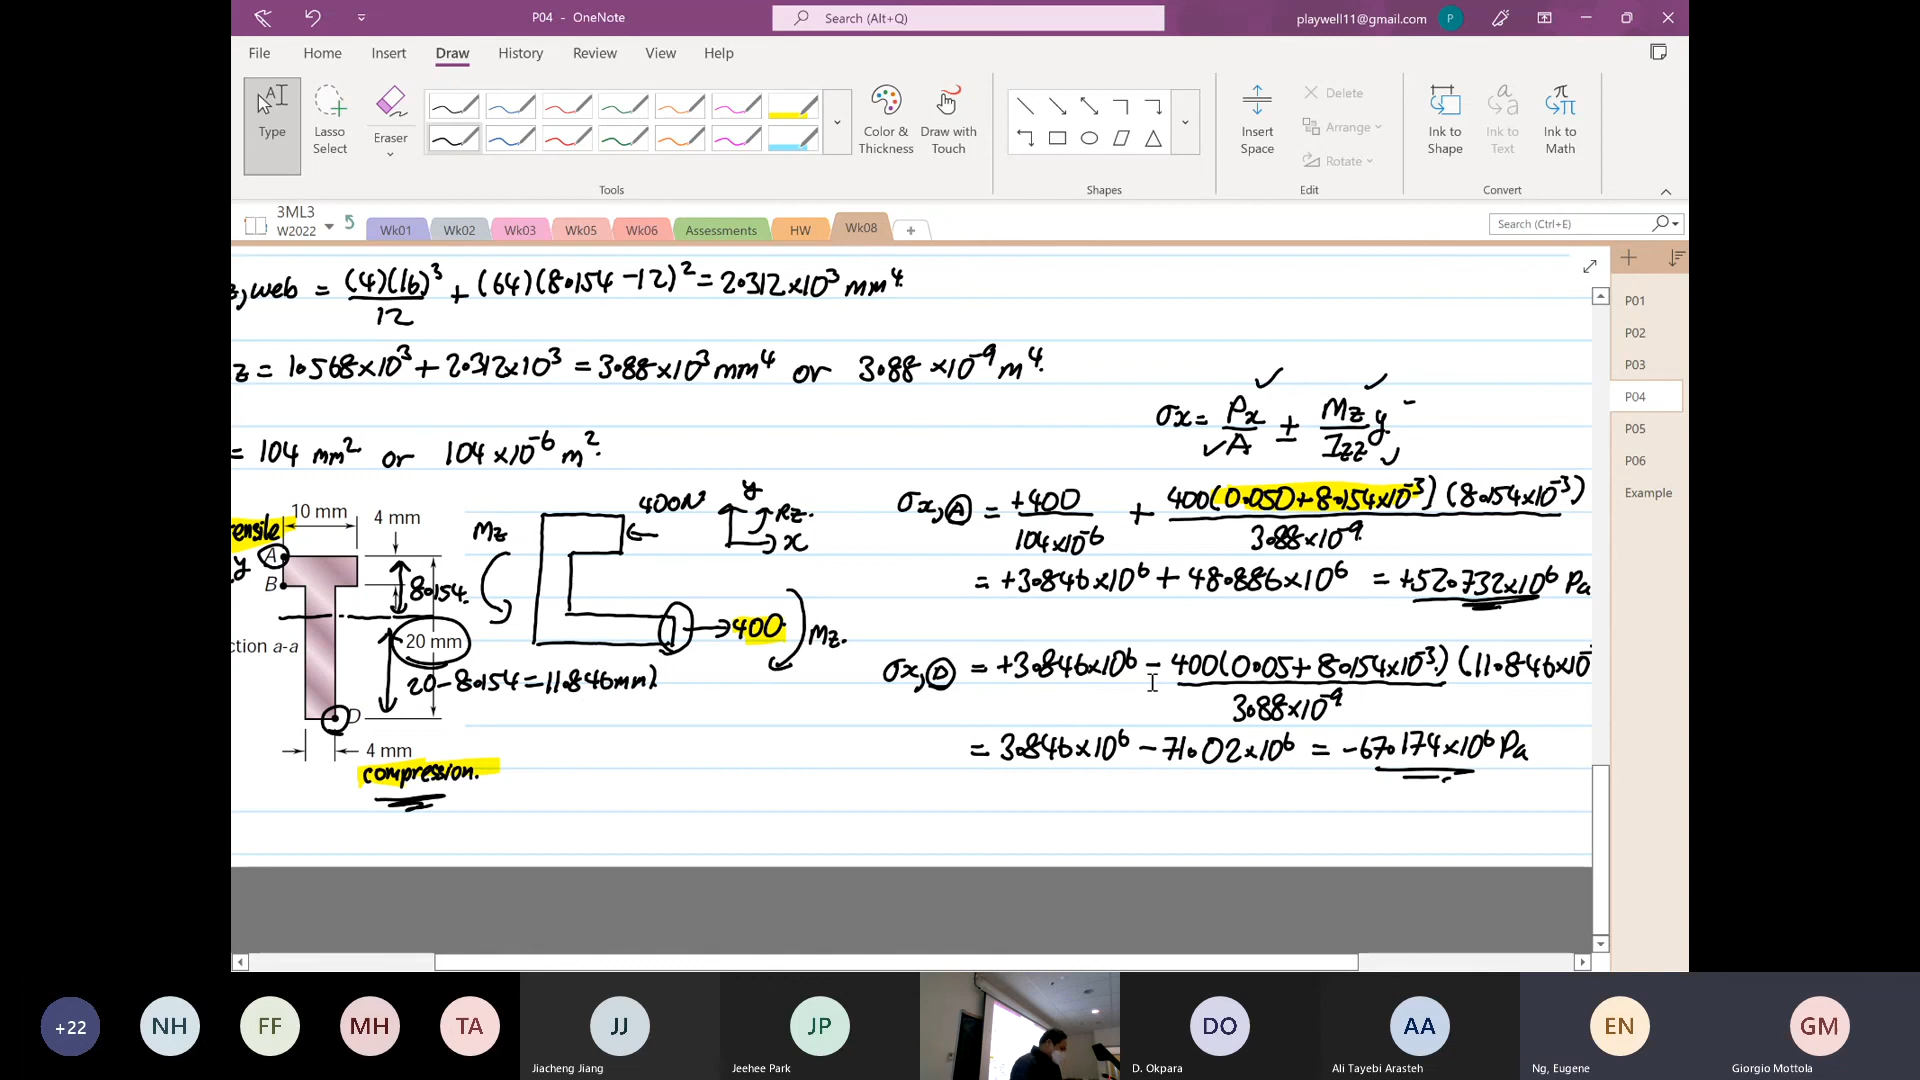 P04 - OneNote
Search (Alt+Q)
playwell11@gmail.com
P
File Home Insert Draw History Review View Help
Type
Lasso Select
Eraser
Color & Thickness
Draw with Touch
Insert Space
Delete
Arrange
Rotate
Ink to Shape
Ink to Text
Ink to Math
Tools
Shapes
Edit
Convert
3ML3
W2022
Wk01 Wk02 Wk03 Wk05 Wk06 Assessments HW Wk08
Search (Ctrl+E)
P01
P02
P03
P04
P05
P06
Example
z,web = (4)(16)³/12 + (64)(8.154-12)² = 2.312×10³ mm⁴.
z = 1.568×10³ + 2.312×10³ = 3.88×10³ mm⁴ or 3.88×10⁻⁹ m⁴.
σx = Px/A ± Mz y/Izz
= 104 mm² or 104×10⁻⁶ m².
tensile
y
10 mm
4 mm
A
B
8.154.
20 mm
20-8.154=11.846mm
ction a-a
D
4 mm
compression.
Mz
400N
y
Rz.
x
400.
Mz.
σx,Ⓐ = +400/104×10⁻⁶ + 400(0.050+8.154×10⁻³)(8.154×10⁻³)/3.88×10⁻⁹
= +3.846×10⁶ + 48.886×10⁶ = +52.732×10⁶ Pa
σx,Ⓓ = +3.846×10⁶ - 400(0.05+8.154×10⁻³)(11.846×10⁻/3.88×10⁻⁹
= 3.846×10⁶ - 71.02×10⁶ = -67.174×10⁶ Pa
+22
NH
FF
MH
TA
JJ
Jiacheng Jiang
JP
Jeehee Park
DO
D. Okpara
AA
Ali Tayebi Arasteh
EN
Ng, Eugene
GM
Giorgio Mottola